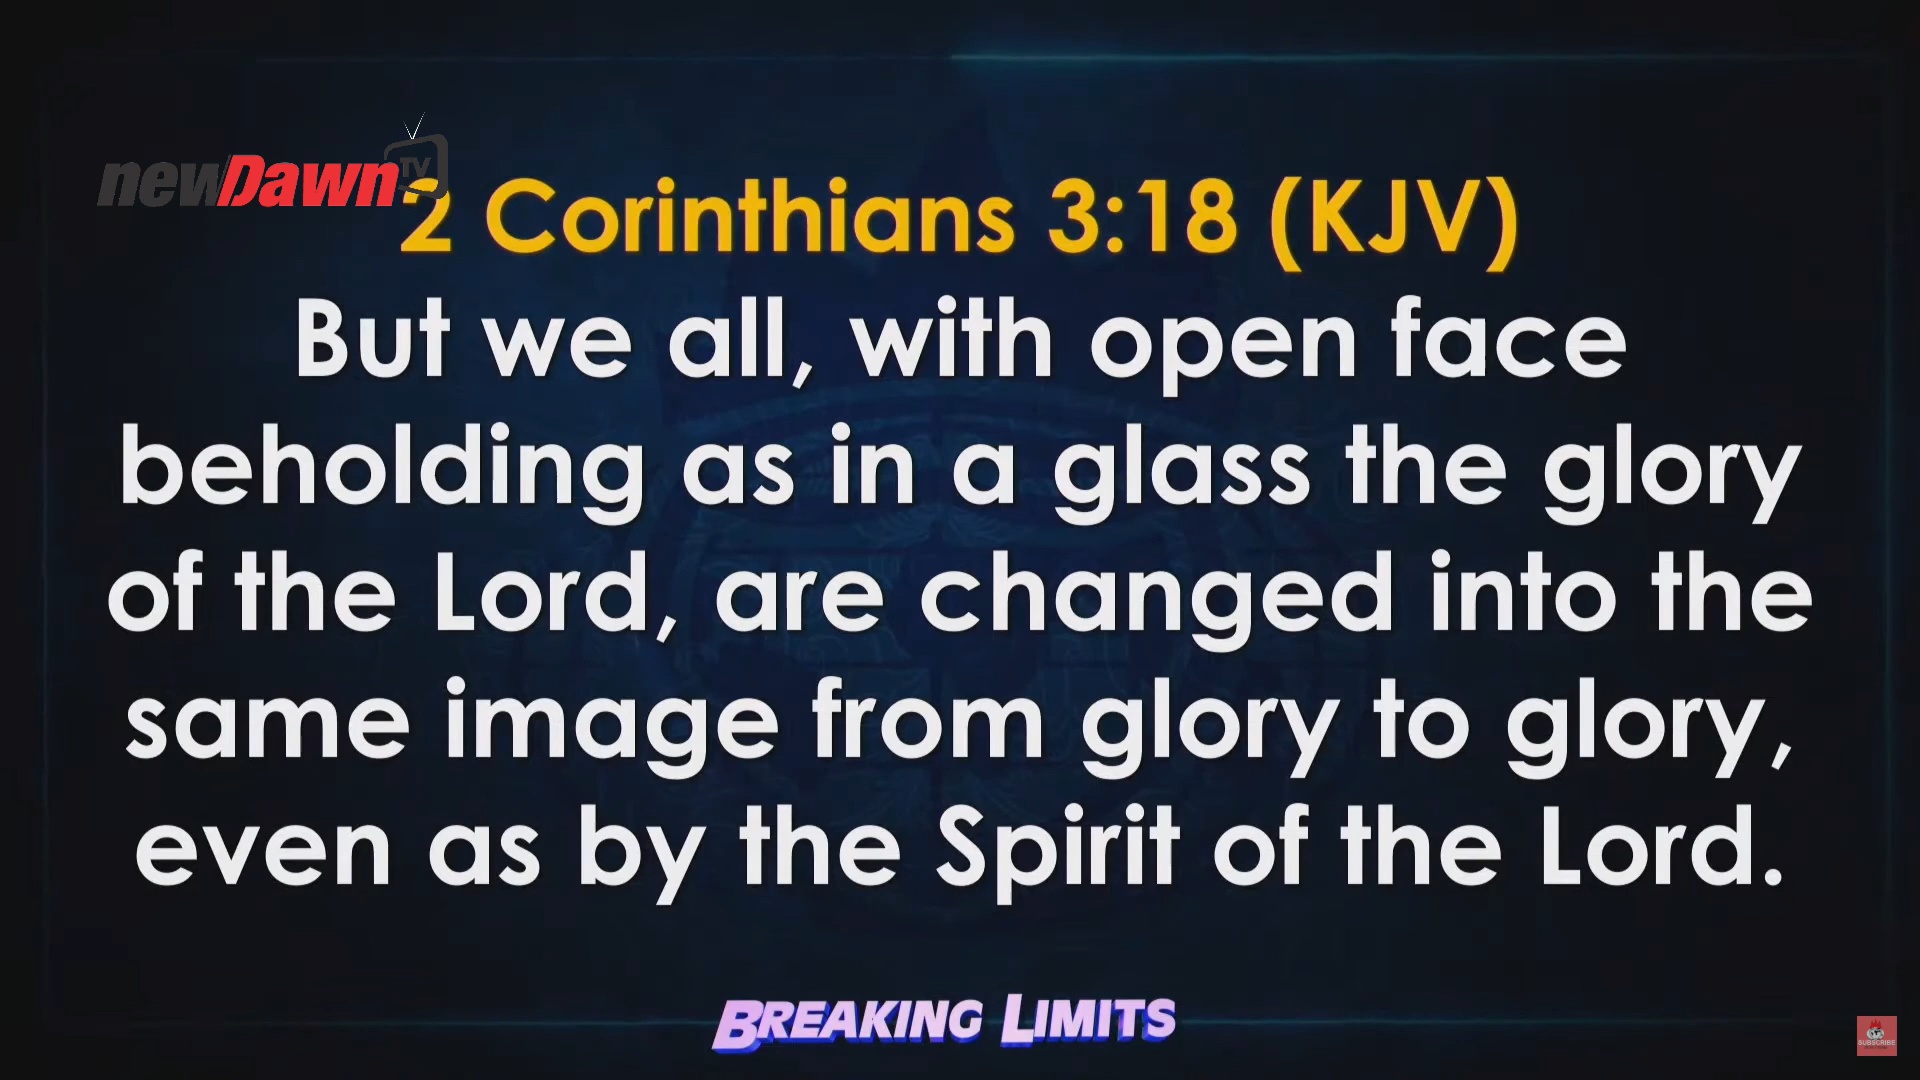 newDawn TV
2 Corinthians 3:18 (KJV)
But we all, with open face
beholding as in a glass the glory
of the Lord, are changed into the
same image from glory to glory,
even as by the Spirit of the Lord.
BREAKING LIMITS
SUBSCRIBE